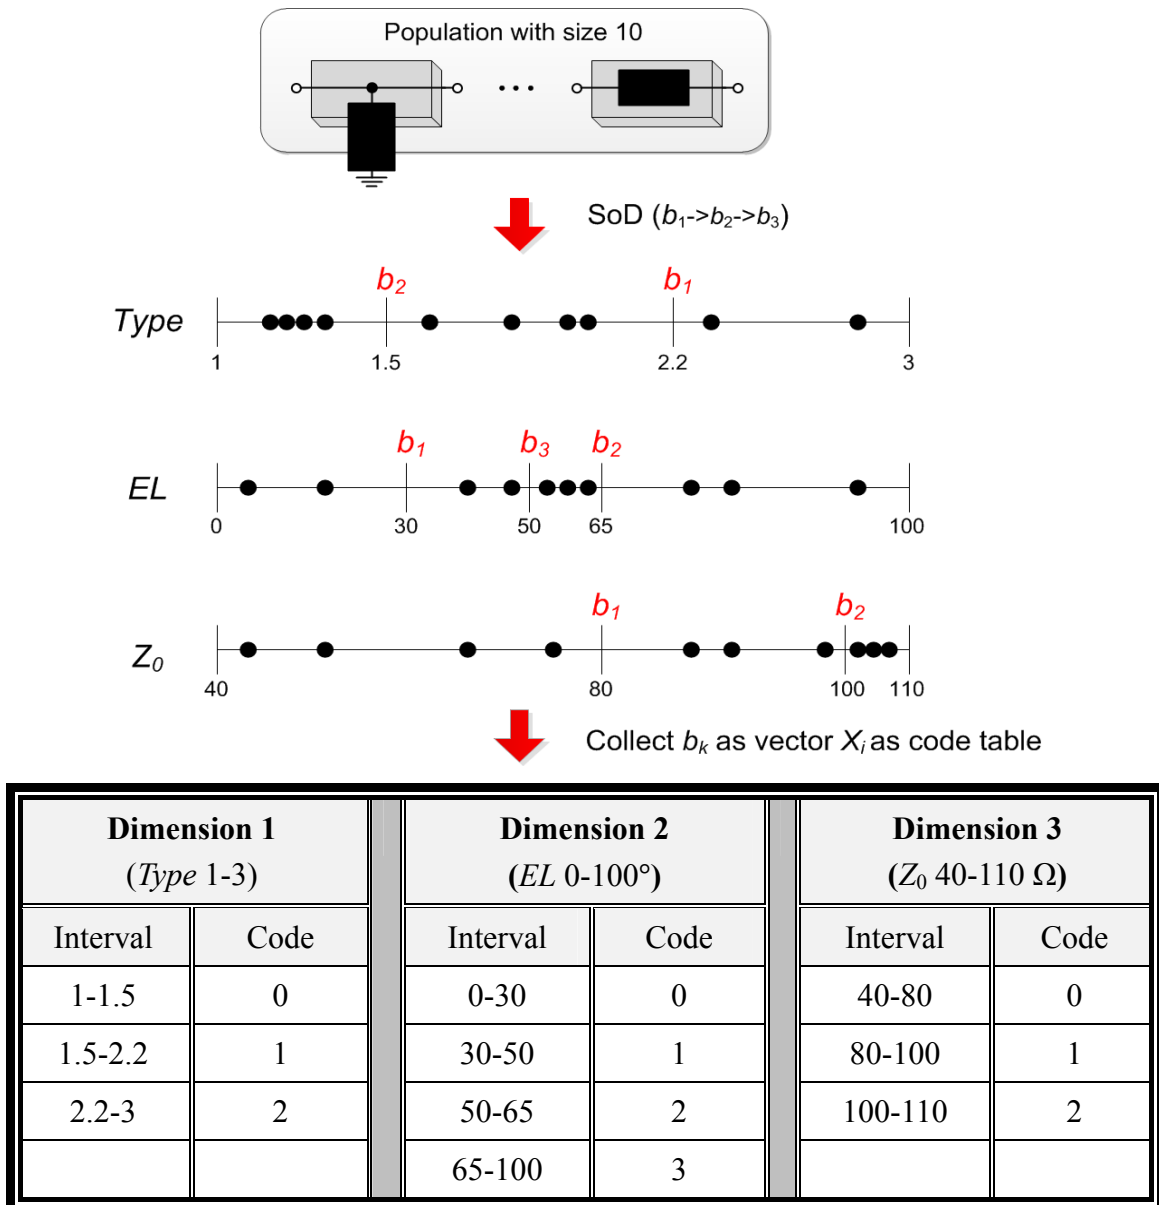 Population with size 10
SoD (b₁->b₂->b₃)
b₂ b₁
Type
1 1.5 2.2 3
b₁ b₃ b₂
EL
0 30 50 65 100
b₁ b₂
Z₀
40 80 100 110
Collect bₖ as vector Xᵢ as code table
Dimension 1 Dimension 2 Dimension 3
(Type 1-3) (EL 0-100°) (Z₀ 40-110 Ω)
Interval Code Interval Code Interval Code
1-1.5 0 0-30 0 40-80 0
1.5-2.2 1 30-50 1 80-100 1
2.2-3 2 50-65 2 100-110 2
65-100 3